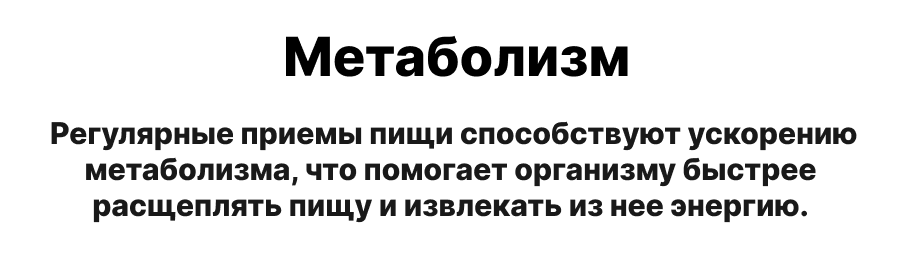 Метаболизм
Регулярные приемы пищи способствуют ускорению
метаболизма, что помогает организму быстрее
расщеплять пищу и извлекать из нее энергию.